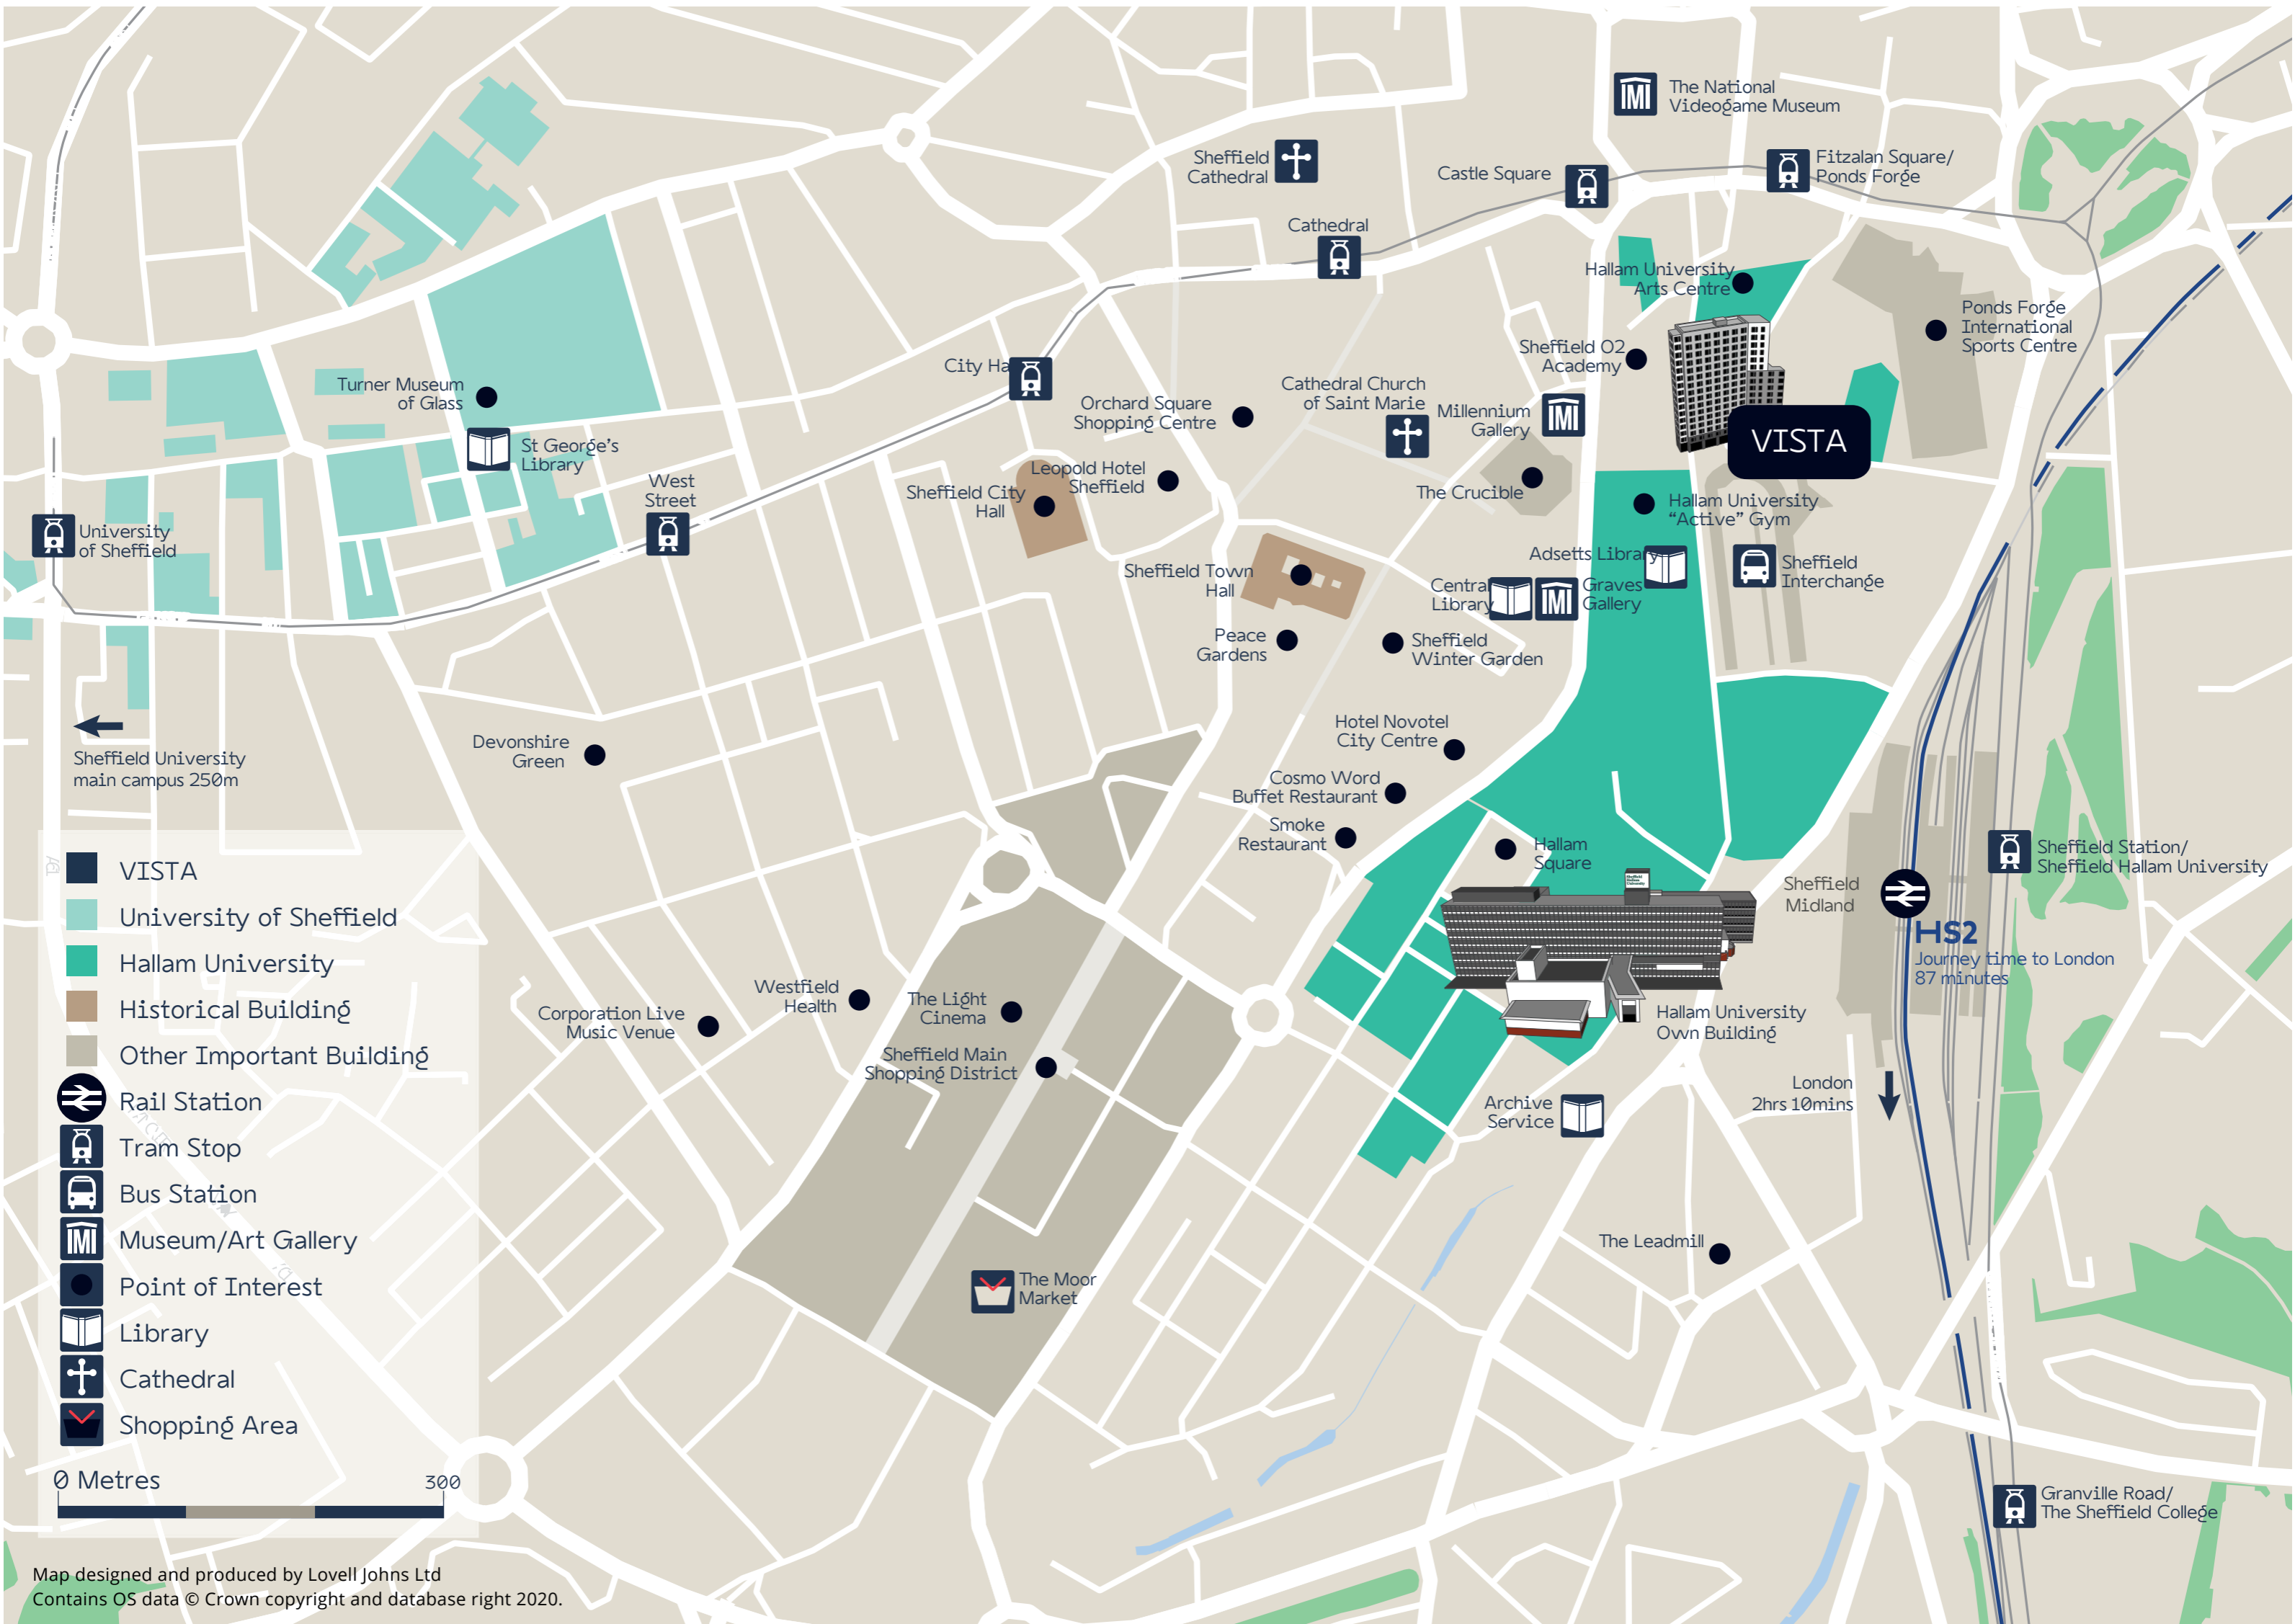 The National
Videogame Museum
Sheffield
Cathedral
Castle Square
Fitzalan Square/
Ponds Forge
Cathedral
Hallam University
Arts Centre
Ponds Forge
International
Sports Centre
Sheffield O2
Academy
City Ha
Turner Museum
of Glass
Orchard Square
Shopping Centre
Cathedral Church
of Saint Marie
Millennium
Gallery
VISTA
St George's
Library
West
Street
Leopold Hotel
Sheffield
Sheffield City
Hall
The Crucible
Hallam University
“Active” Gym
University
of Sheffield
Adsetts Library
Sheffield
Interchange
Sheffield Town
Hall
Central
Library
Graves
Gallery
Peace
Gardens
Sheffield
Winter Garden
Sheffield University
main campus 250m
Devonshire
Green
Hotel Novotel
City Centre
Cosmo Word
Buffet Restaurant
Smoke
Restaurant
Hallam
Square
Sheffield Station/
Sheffield Hallam University
Sheffield
Midland
HS2
Journey time to London
87 minutes
Westfield
Health
The Light
Cinema
Corporation Live
Music Venue
Hallam University
Own Building
Sheffield Main
Shopping District
London
2hrs 10mins
Archive
Service
The Leadmill
The Moor
Market
Granville Road/
The Sheffield College
VISTA
University of Sheffield
Hallam University
Historical Building
Other Important Building
Rail Station
Tram Stop
Bus Station
Museum/Art Gallery
Point of Interest
Library
Cathedral
Shopping Area
0 Metres 300
Map designed and produced by Lovell Johns Ltd
Contains OS data © Crown copyright and database right 2020.